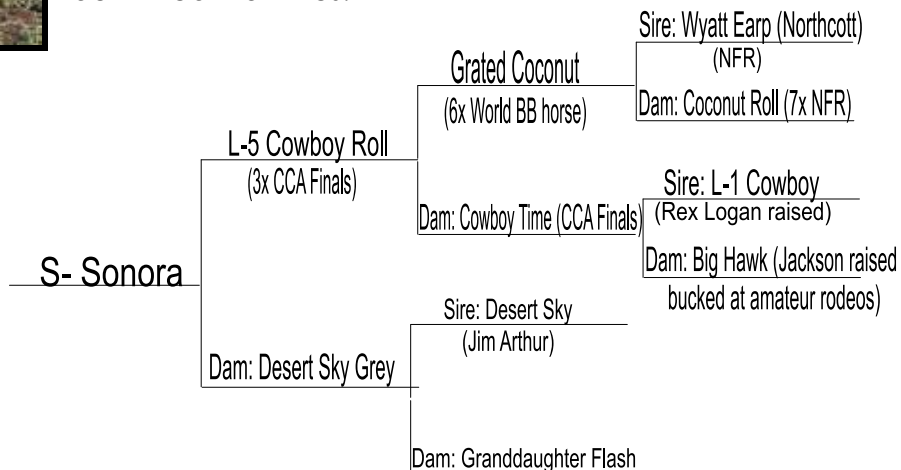 Sire: Wyatt Earp (Northcott)
(NFR)
Grated Coconut
(6x World BB horse)
Dam: Coconut Roll (7x NFR)
L-5 Cowboy Roll
(3x CCA Finals)
Sire: L-1 Cowboy
(Rex Logan raised)
Dam: Cowboy Time (CCA Finals)
Dam: Big Hawk (Jackson raised
bucked at amateur rodeos)
S- Sonora
Sire: Desert Sky
(Jim Arthur)
Dam: Desert Sky Grey
Dam: Granddaughter Flash